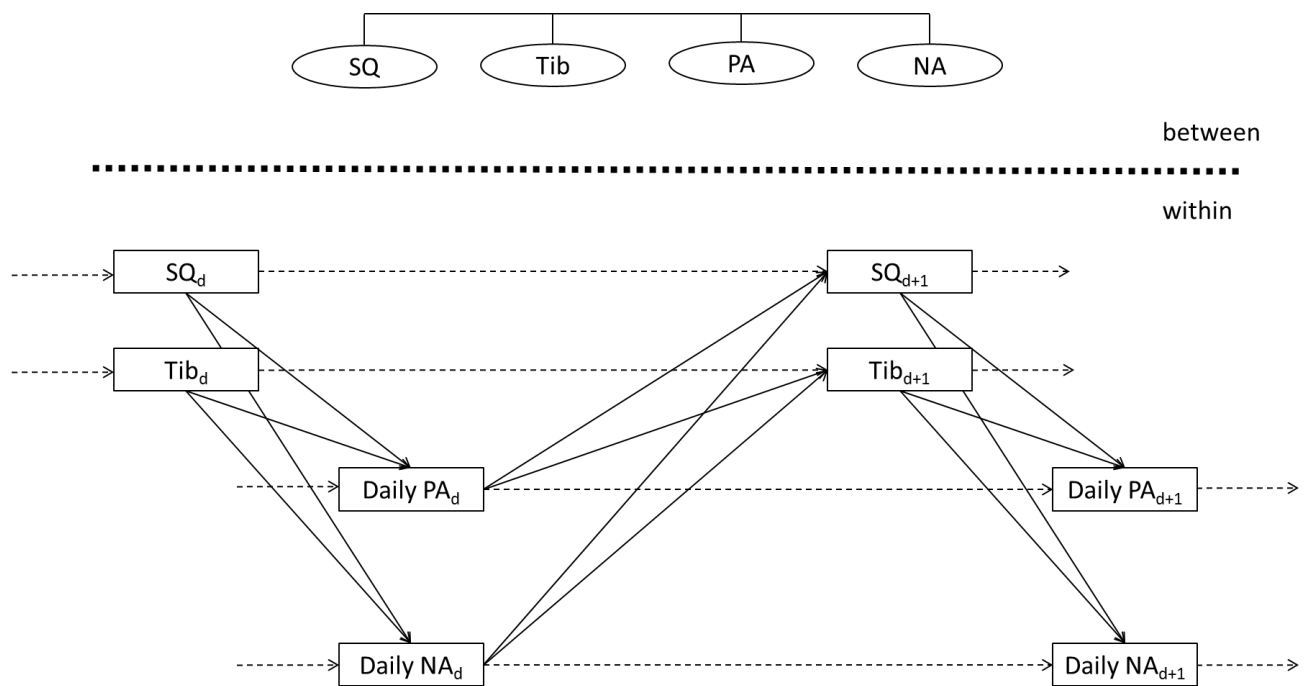 SQ Tib PA NA
between
within
SQd SQd+1
Tibd Tibd+1
Daily PAd Daily PAd+1
Daily NAd Daily NAd+1